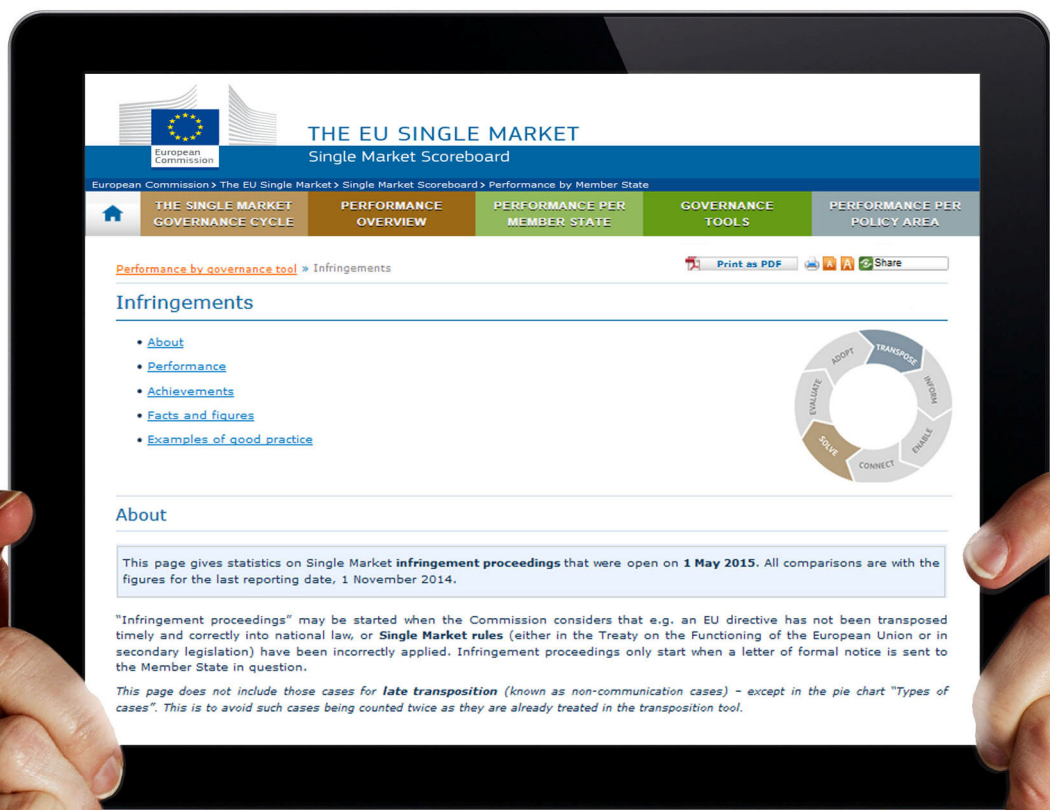 THE EU SINGLE MARKET
European
Commission
Single Market Scoreboard
European Commission > The EU Single Market > Single Market Scoreboard > Performance by Member State
THE SINGLE MARKET
GOVERNANCE CYCLE
PERFORMANCE
OVERVIEW
PERFORMANCE PER
MEMBER STATE
GOVERNANCE
TOOLS
PERFORMANCE PER
POLICY AREA
Performance by governance tool » Infringements
Print as PDF
A
A
Share
Infringements
• About
• Performance
• Achievements
• Facts and figures
• Examples of good practice
ADOPT
TRANSPOSE
INFORM
ENABLE
CONNECT
SOLVE
EVALUATE
About
This page gives statistics on Single Market infringement proceedings that were open on 1 May 2015. All comparisons are with the
figures for the last reporting date, 1 November 2014.
"Infringement proceedings" may be started when the Commission considers that e.g. an EU directive has not been transposed
timely and correctly into national law, or Single Market rules (either in the Treaty on the Functioning of the European Union or in
secondary legislation) have been incorrectly applied. Infringement proceedings only start when a letter of formal notice is sent to
the Member State in question.
This page does not include those cases for late transposition (known as non-communication cases) – except in the pie chart "Types of
cases". This is to avoid such cases being counted twice as they are already treated in the transposition tool.